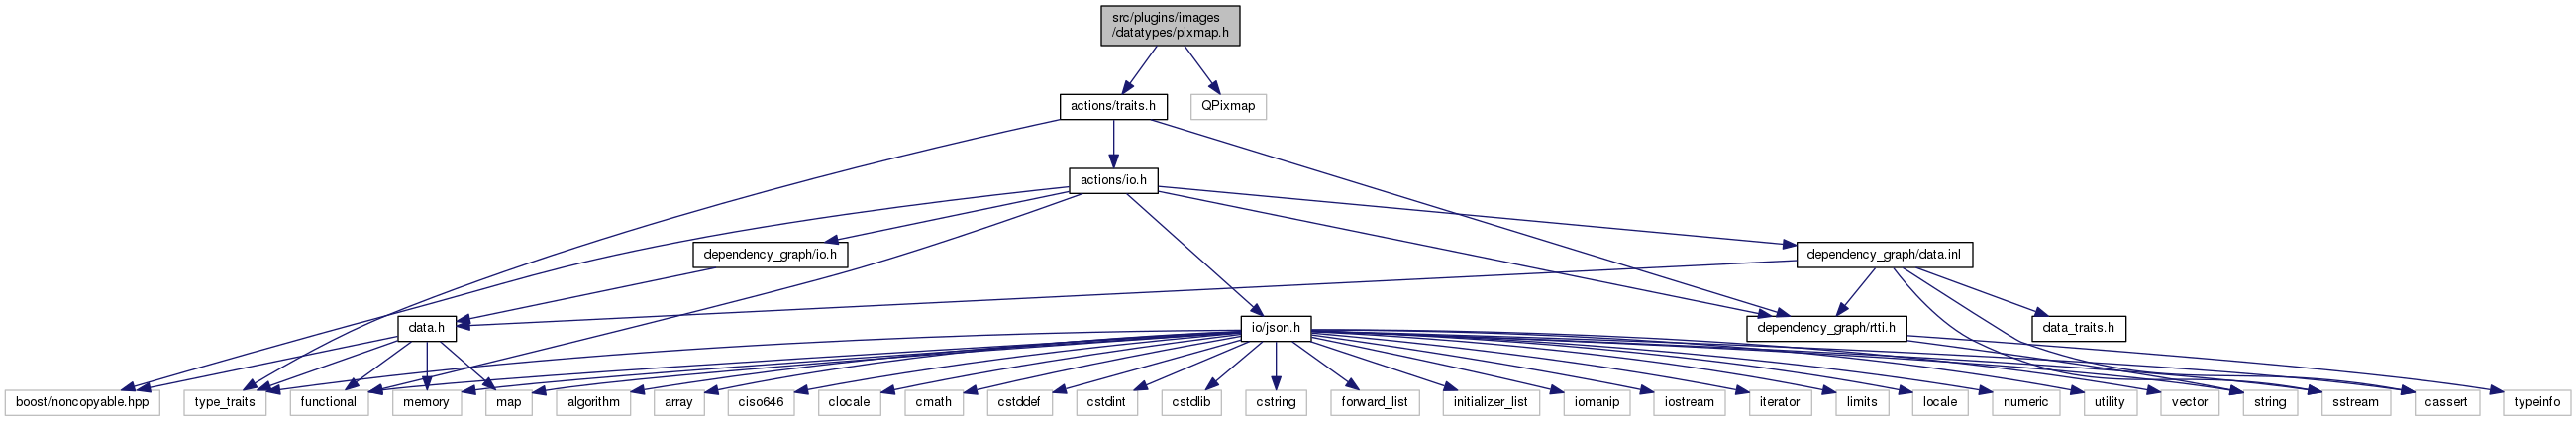 src/plugins/images
/datatypes/pixmap.h
actions/traits.h
QPixmap
actions/io.h
dependency_graph/io.h
dependency_graph/data.inl
data.h
io/json.h
dependency_graph/rtti.h
data_traits.h
boost/noncopyable.hpp
type_traits
functional
memory
map
algorithm
array
ciso646
clocale
cmath
cstddef
cstdint
cstdlib
cstring
forward_list
initializer_list
iomanip
iostream
iterator
limits
locale
numeric
utility
vector
string
sstream
cassert
typeinfo